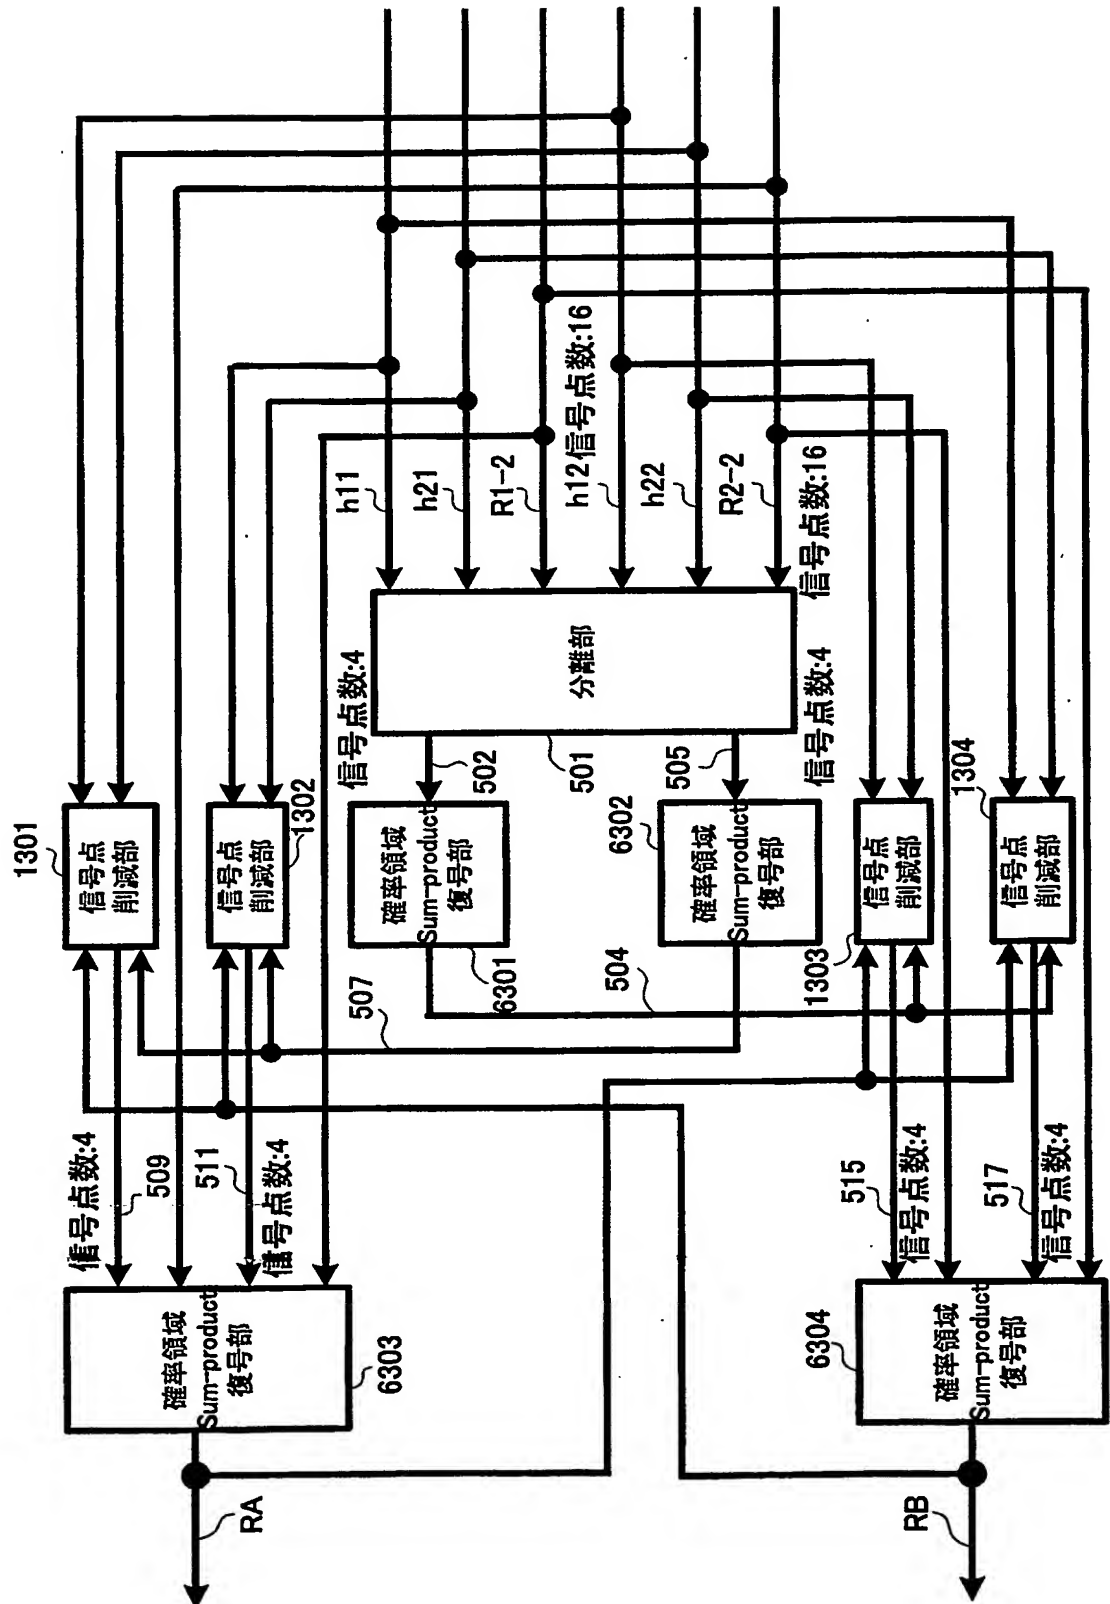 1301
信号点
削減部
1302
信号点
削減部
信号点数:4
509
511
信号点数:4
確率領域
Sum-product
復号部
6303
RA
h11
h21
R1-2
h12
信号点数:16
h22
R2-2
信号点数:16
信号点数:4
分離部
501
信号点数:4
502
505
確率領域
Sum-product
復号部
6301
6302
確率領域
Sum-product
復号部
504
507
1303
信号点
削減部
1304
信号点
削減部
515
信号点数:4
517
信号点数:4
6304
確率領域
Sum-product
復号部
RB